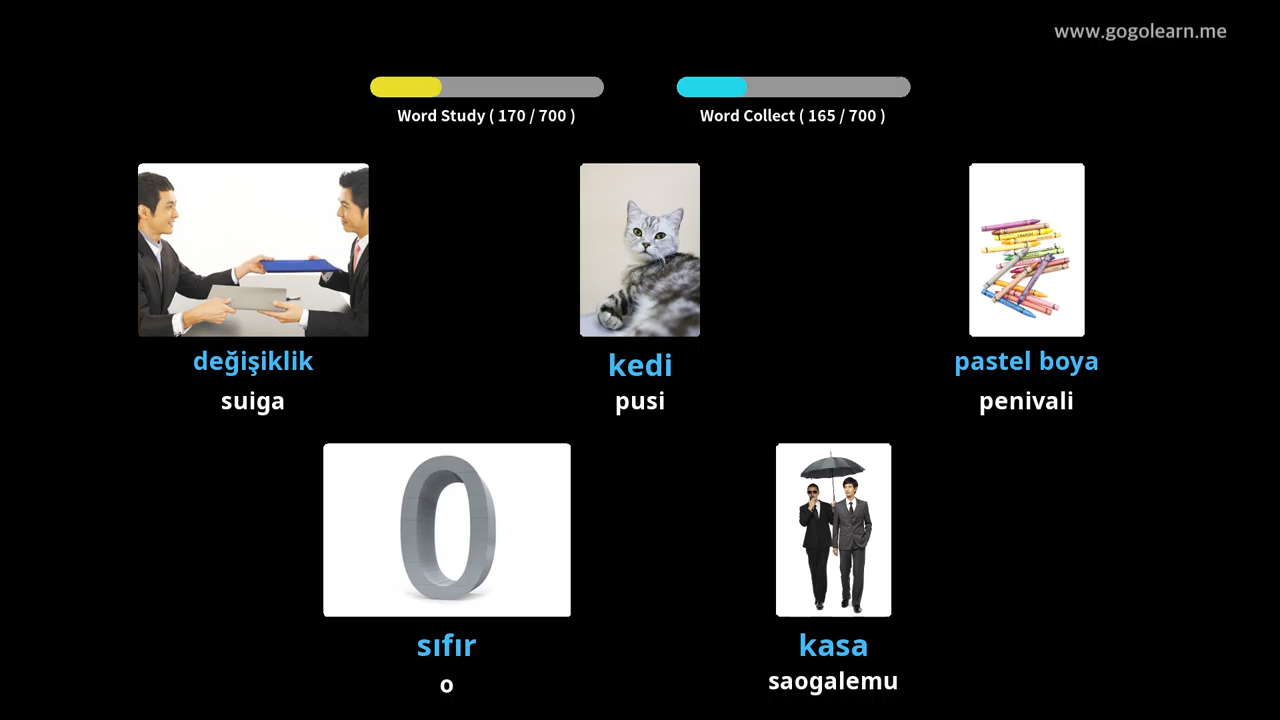 www.gogolearn.me
Word Study ( 170 / 700 )
Word Collect ( 165 / 700 )
değişiklik
suiga
kedi
pusi
pastel boya
penivali
sıfır
o
kasa
saogalemu